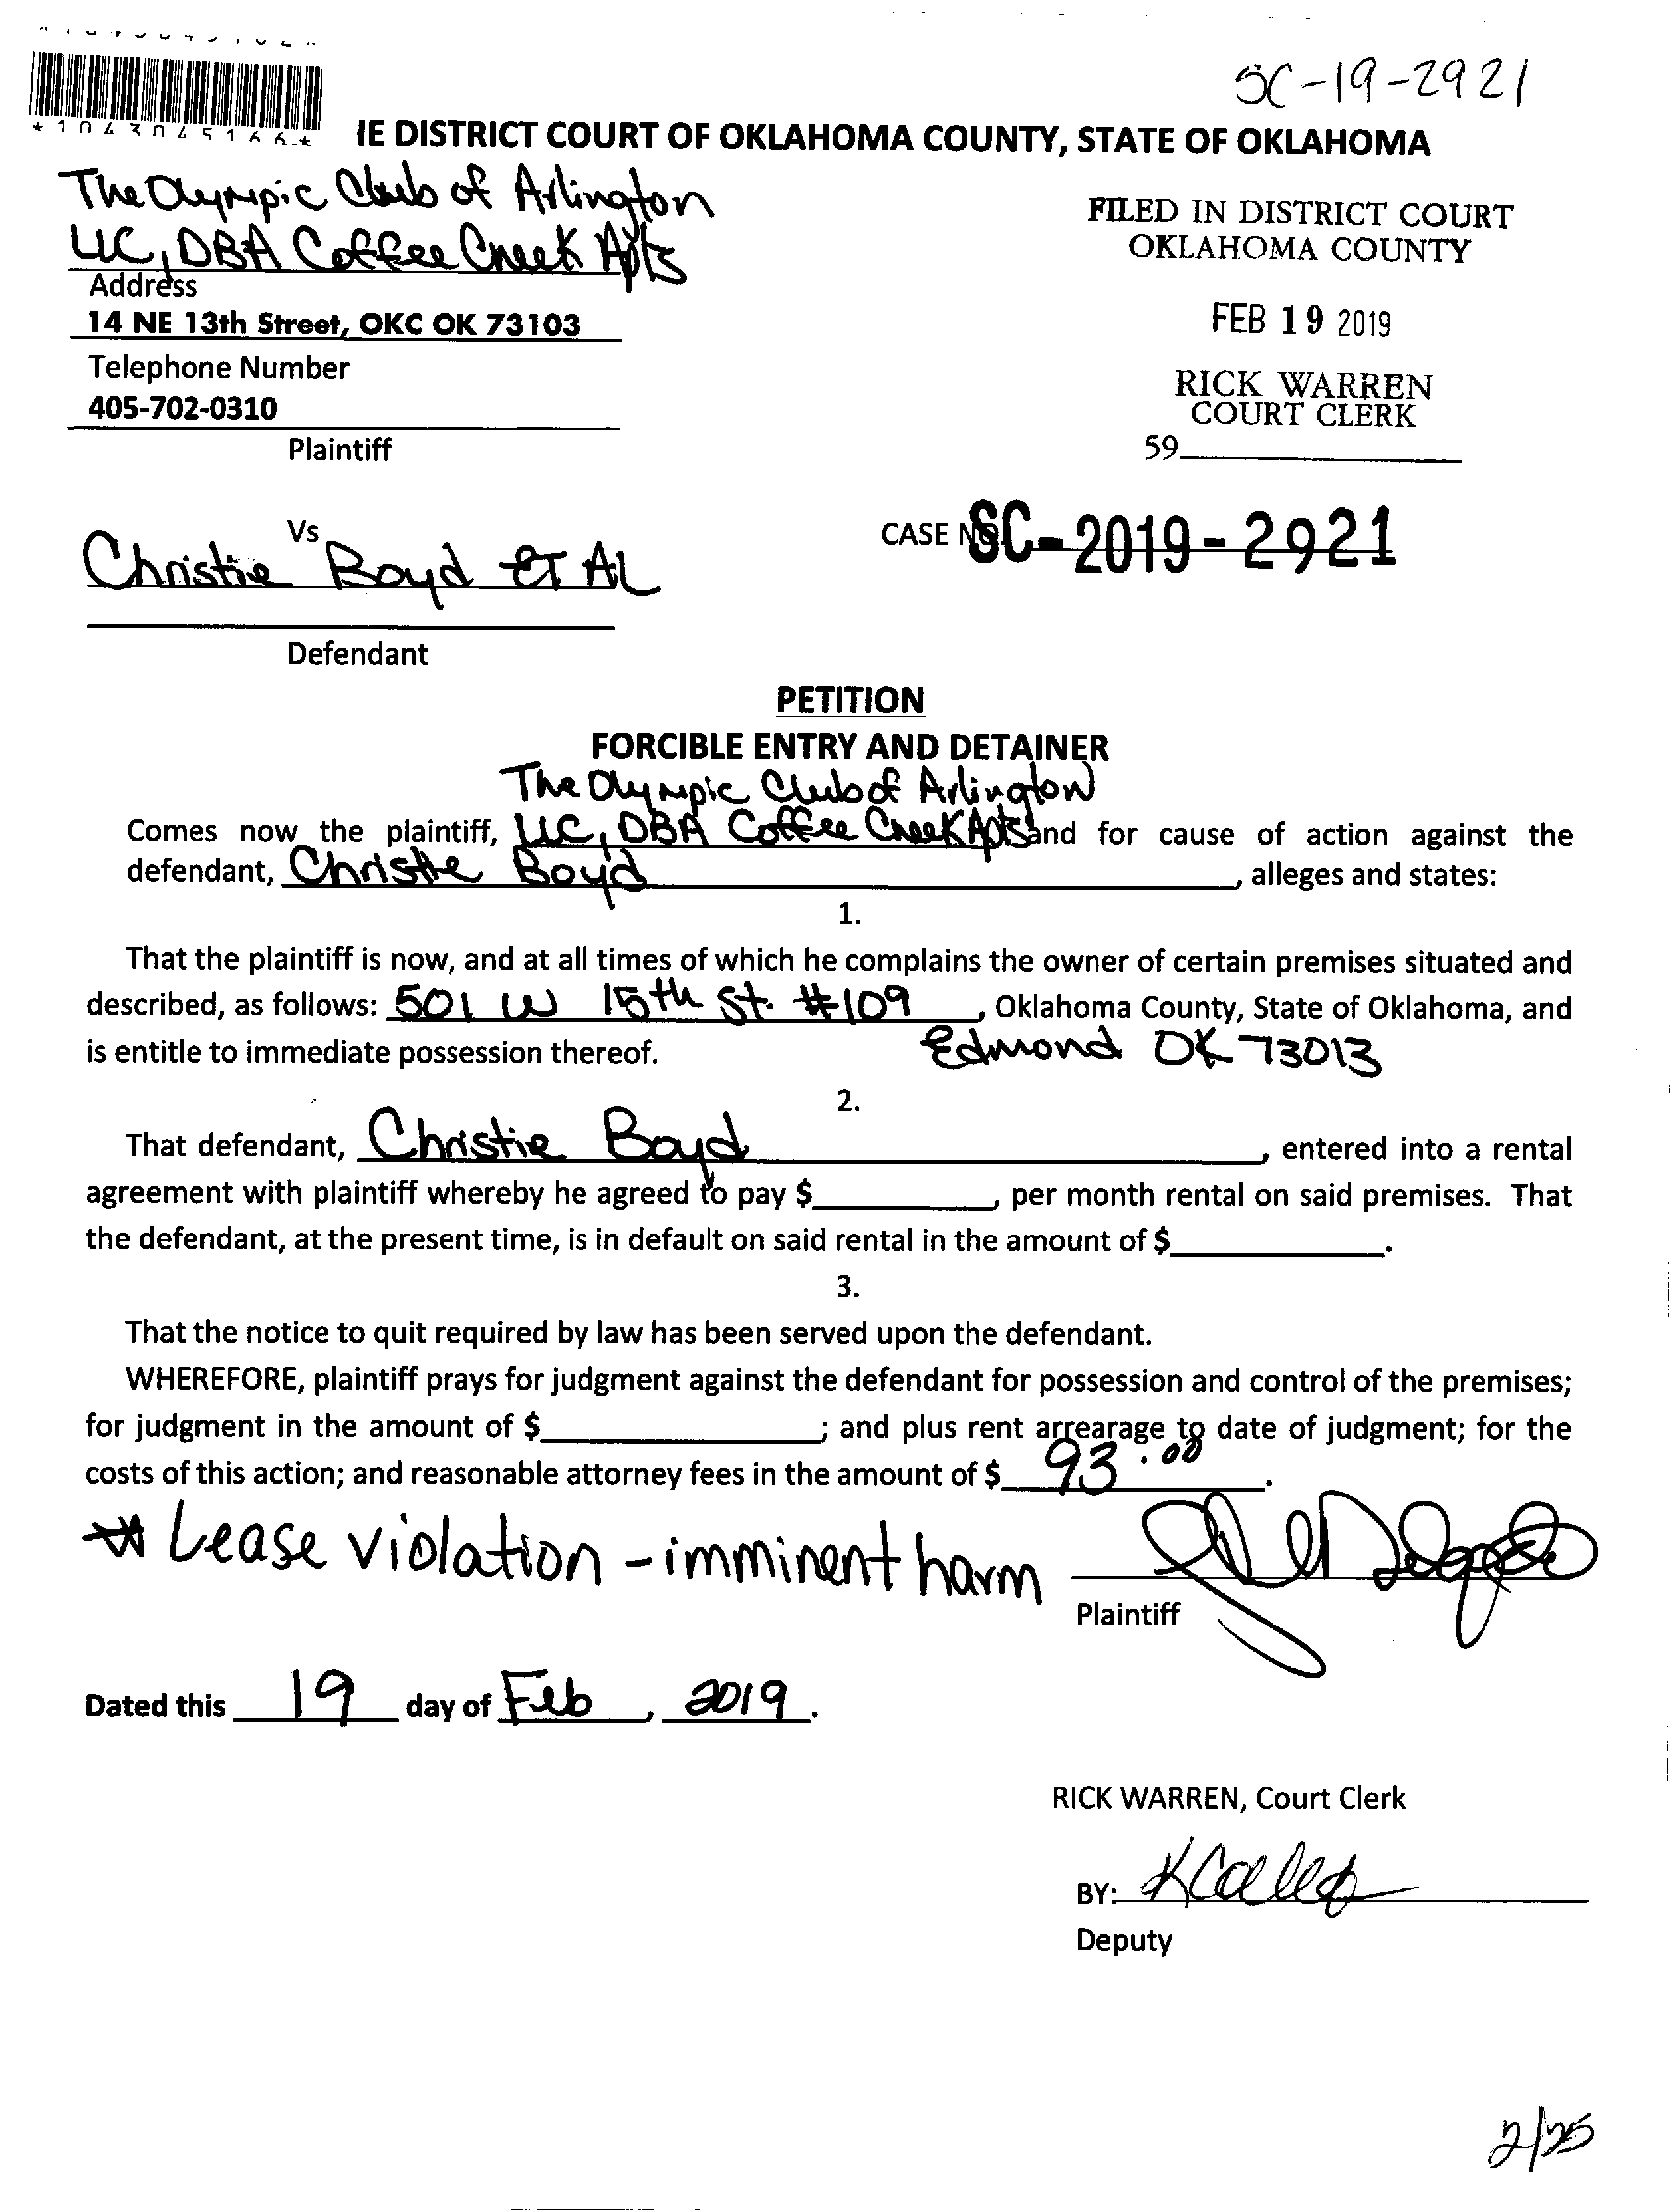 SC-19-2921
*1043045166*
IE DISTRICT COURT OF OKLAHOMA COUNTY, STATE OF OKLAHOMA
The Olympic Club of Arlington
LLC, DBA Coffee Creek Apts
Address
14 NE 13th Street, OKC OK 73103
Telephone Number
405-702-0310
Plaintiff
FILED IN DISTRICT COURT
OKLAHOMA COUNTY
FEB 19 2019
RICK WARREN
COURT CLERK
59
Vs
Christie Boyd ET AL
Defendant
CASE NO. SC-2019-2921
PETITION
FORCIBLE ENTRY AND DETAINER
The Olympic Club of Arlington
Comes now the plaintiff, LLC, DBA Coffee Creek Apts and for cause of action against the
defendant, Christie Boyd, alleges and states:
1.
That the plaintiff is now, and at all times of which he complains the owner of certain premises situated and
described, as follows: 501 W 15th St. #109, Oklahoma County, State of Oklahoma, and
is entitle to immediate possession thereof. Edmond OK 73013
2.
That defendant, Christie Boyd, entered into a rental
agreement with plaintiff whereby he agreed to pay $, per month rental on said premises. That
the defendant, at the present time, is in default on said rental in the amount of $.
3.
That the notice to quit required by law has been served upon the defendant.
WHEREFORE, plaintiff prays for judgment against the defendant for possession and control of the premises;
for judgment in the amount of $; and plus rent arrearage to date of judgment; for the
costs of this action; and reasonable attorney fees in the amount of $ 93.00.
Lease violation - imminent harm
Plaintiff
Dated this 19 day of Feb, 2019.
RICK WARREN, Court Clerk
BY:
Deputy
2/25